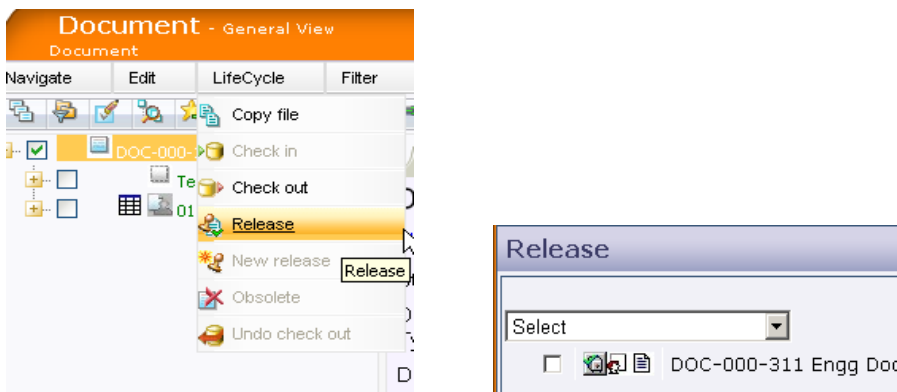 Document - General View
Document
Navigate Edit LifeCycle Filter
Copy file
DOC-000- Check in
Te Check out
01
Release
New release
Release
Obsolete
Undo check out
D
Release
Select
DOC-000-311 Engg Doc